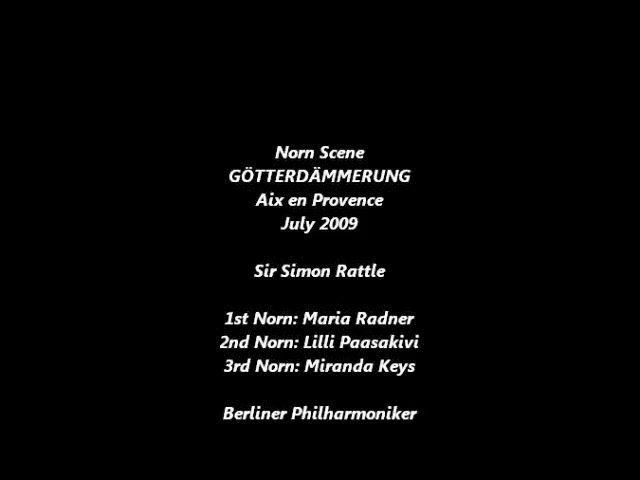 Norn Scene
GÖTTERDÄMMERUNG
Aix en Provence
July 2009
Sir Simon Rattle
1st Norn: Maria Radner
2nd Norn: Lilli Paasakivi
3rd Norn: Miranda Keys
Berliner Philharmoniker